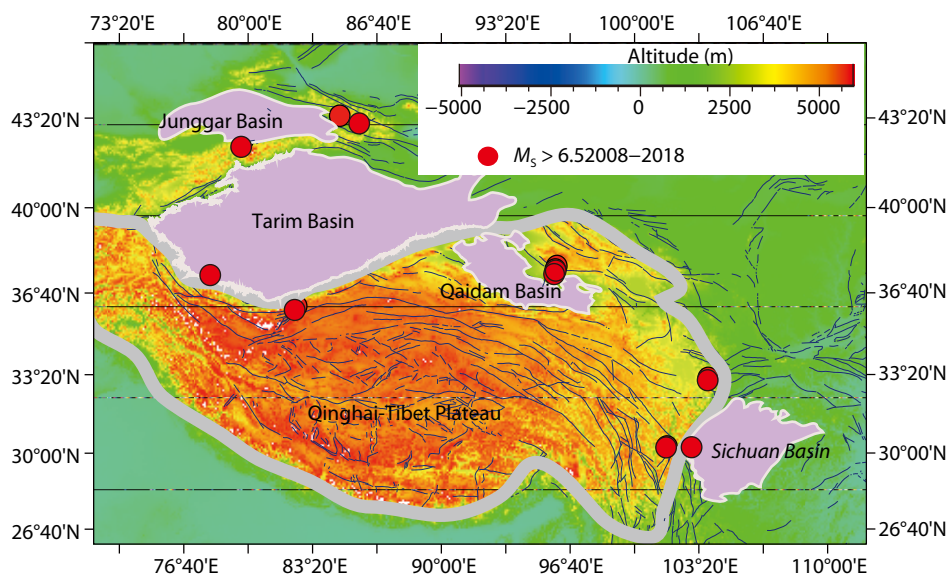 73°20′E 80°00′E 86°40′E 93°20′E 100°00′E 106°40′E
Altitude (m)
−5000 −2500 0 2500 5000
Mₛ > 6.52008−2018
43°20′N 43°20′N
Junggar Basin
40°00′N 40°00′N
Tarim Basin
36°40′N 36°40′N
Qaidam Basin
33°20′N 33°20′N
Qinghai-Tibet Plateau
30°00′N 30°00′N
Sichuan Basin
26°40′N 26°40′N
76°40′E 83°20′E 90°00′E 96°40′E 103°20′E 110°00′E